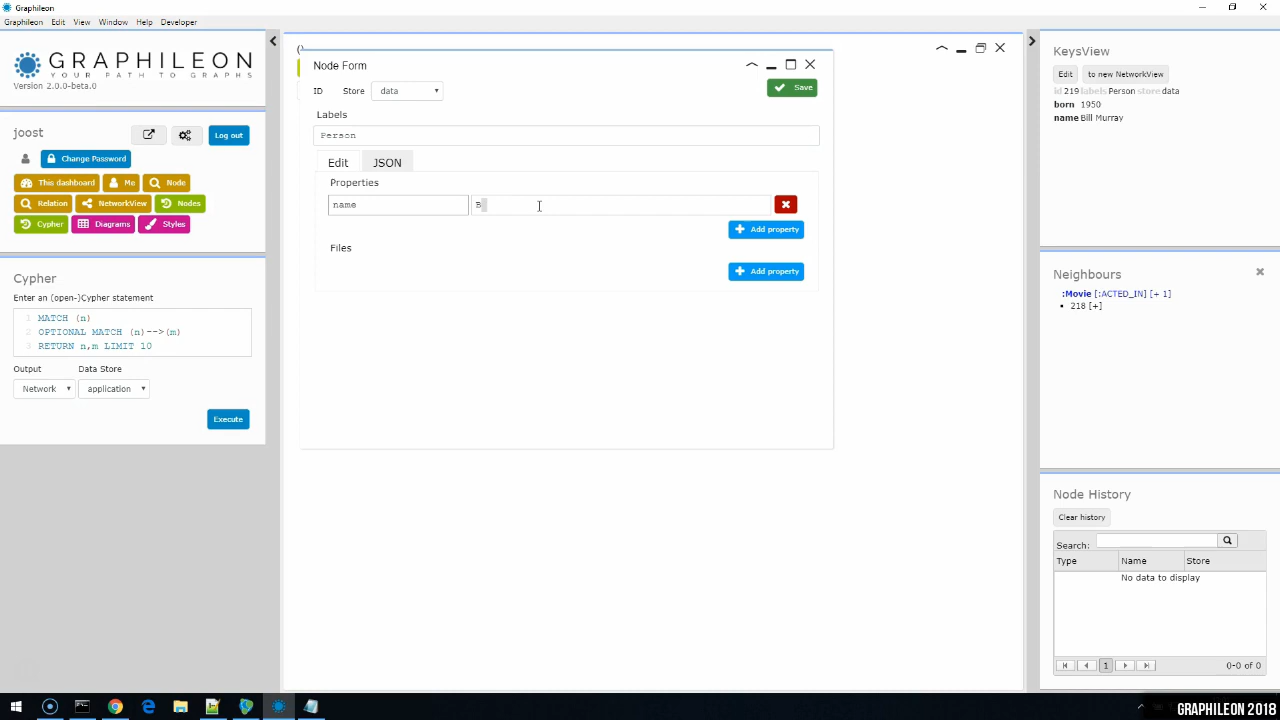 Graphileon
Graphileon Edit View Window Help Developer
GRAPHILEON
YOUR PATH TO GRAPHS
Version 2.0.0-beta.0
joost
Log out
Change Password
This dashboard Me Node
Relation NetworkView Nodes
Cypher Diagrams Styles
Cypher
Enter an (open-)Cypher statement
1 MATCH (n)
2 OPTIONAL MATCH (n)-->(m)
3 RETURN n,m LIMIT 10
Output Data Store
Network application
Execute
Node Form
ID Store data
Save
Labels
Person
Edit JSON
Properties
name B
Add property
Files
Add property
KeysView
Edit to new NetworkView
id 219 labels Person store data
born 1950
name Bill Murray
Neighbours
:Movie [:ACTED_IN] [+ 1]
• 218 [+]
Node History
Clear history
Search:
Type Name Store
No data to display
1 0-0 of 0
GRAPHILEON 2018